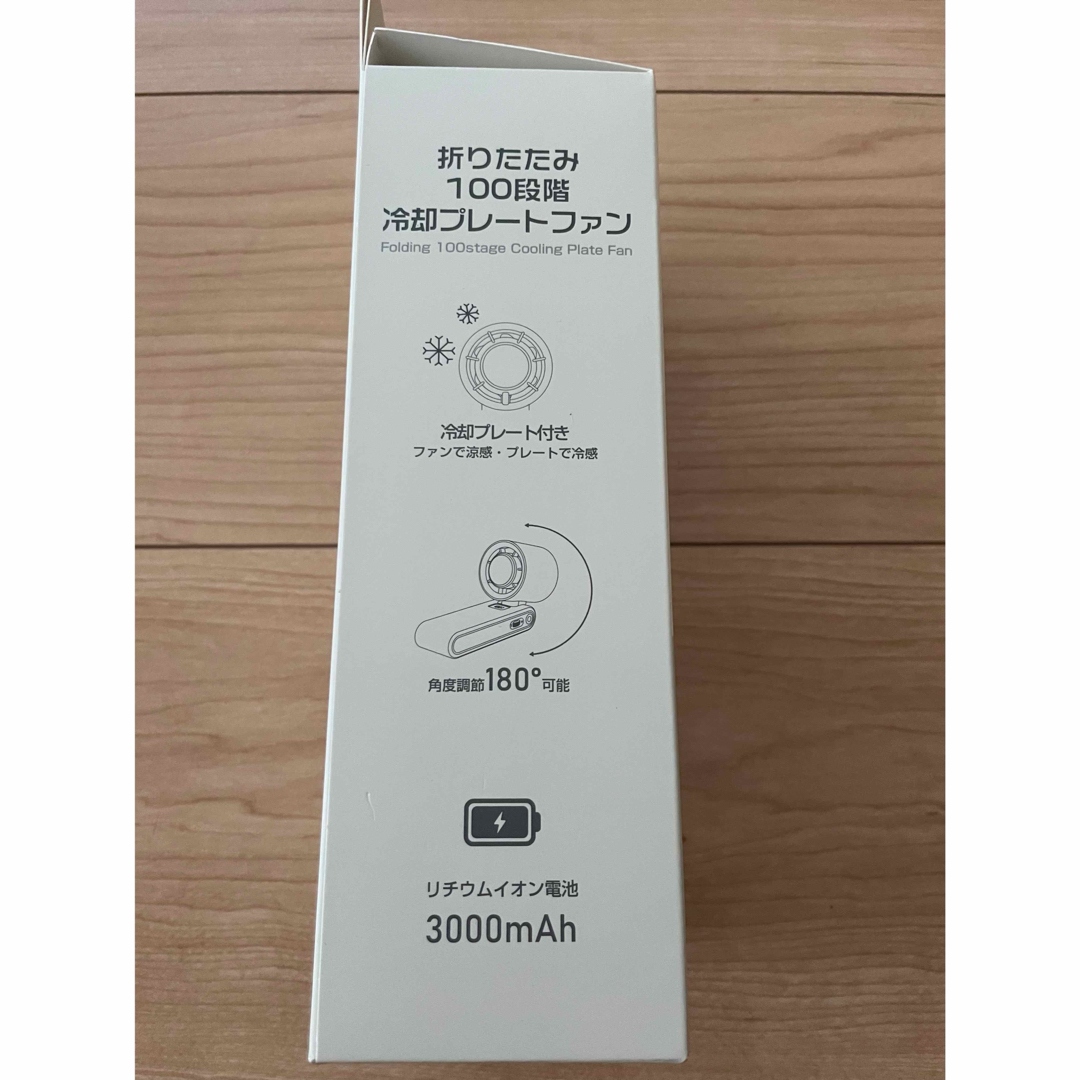 折りたたみ
100段階
冷却プレートファン
Folding 100stage Cooling Plate Fan
冷却プレート付き
ファンで涼感・プレートで冷感
角度調節180°可能
リチウムイオン電池
3000mAh